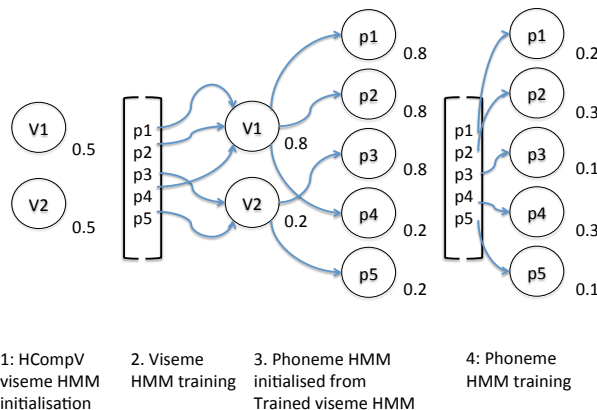 V1
0.5
V2
0.5
p1
p2
p3
p4
p5
V1
0.8
V2
0.2
p1
0.8
p2
0.8
p3
0.8
p4
0.2
p5
0.2
p1
p2
p3
p4
p5
p1
0.2
p2
0.3
p3
0.1
p4
0.3
p5
0.1
1: HCompV
viseme HMM
initialisation
2. Viseme
HMM training
3. Phoneme HMM
initialised from
Trained viseme HMM
4: Phoneme
HMM training